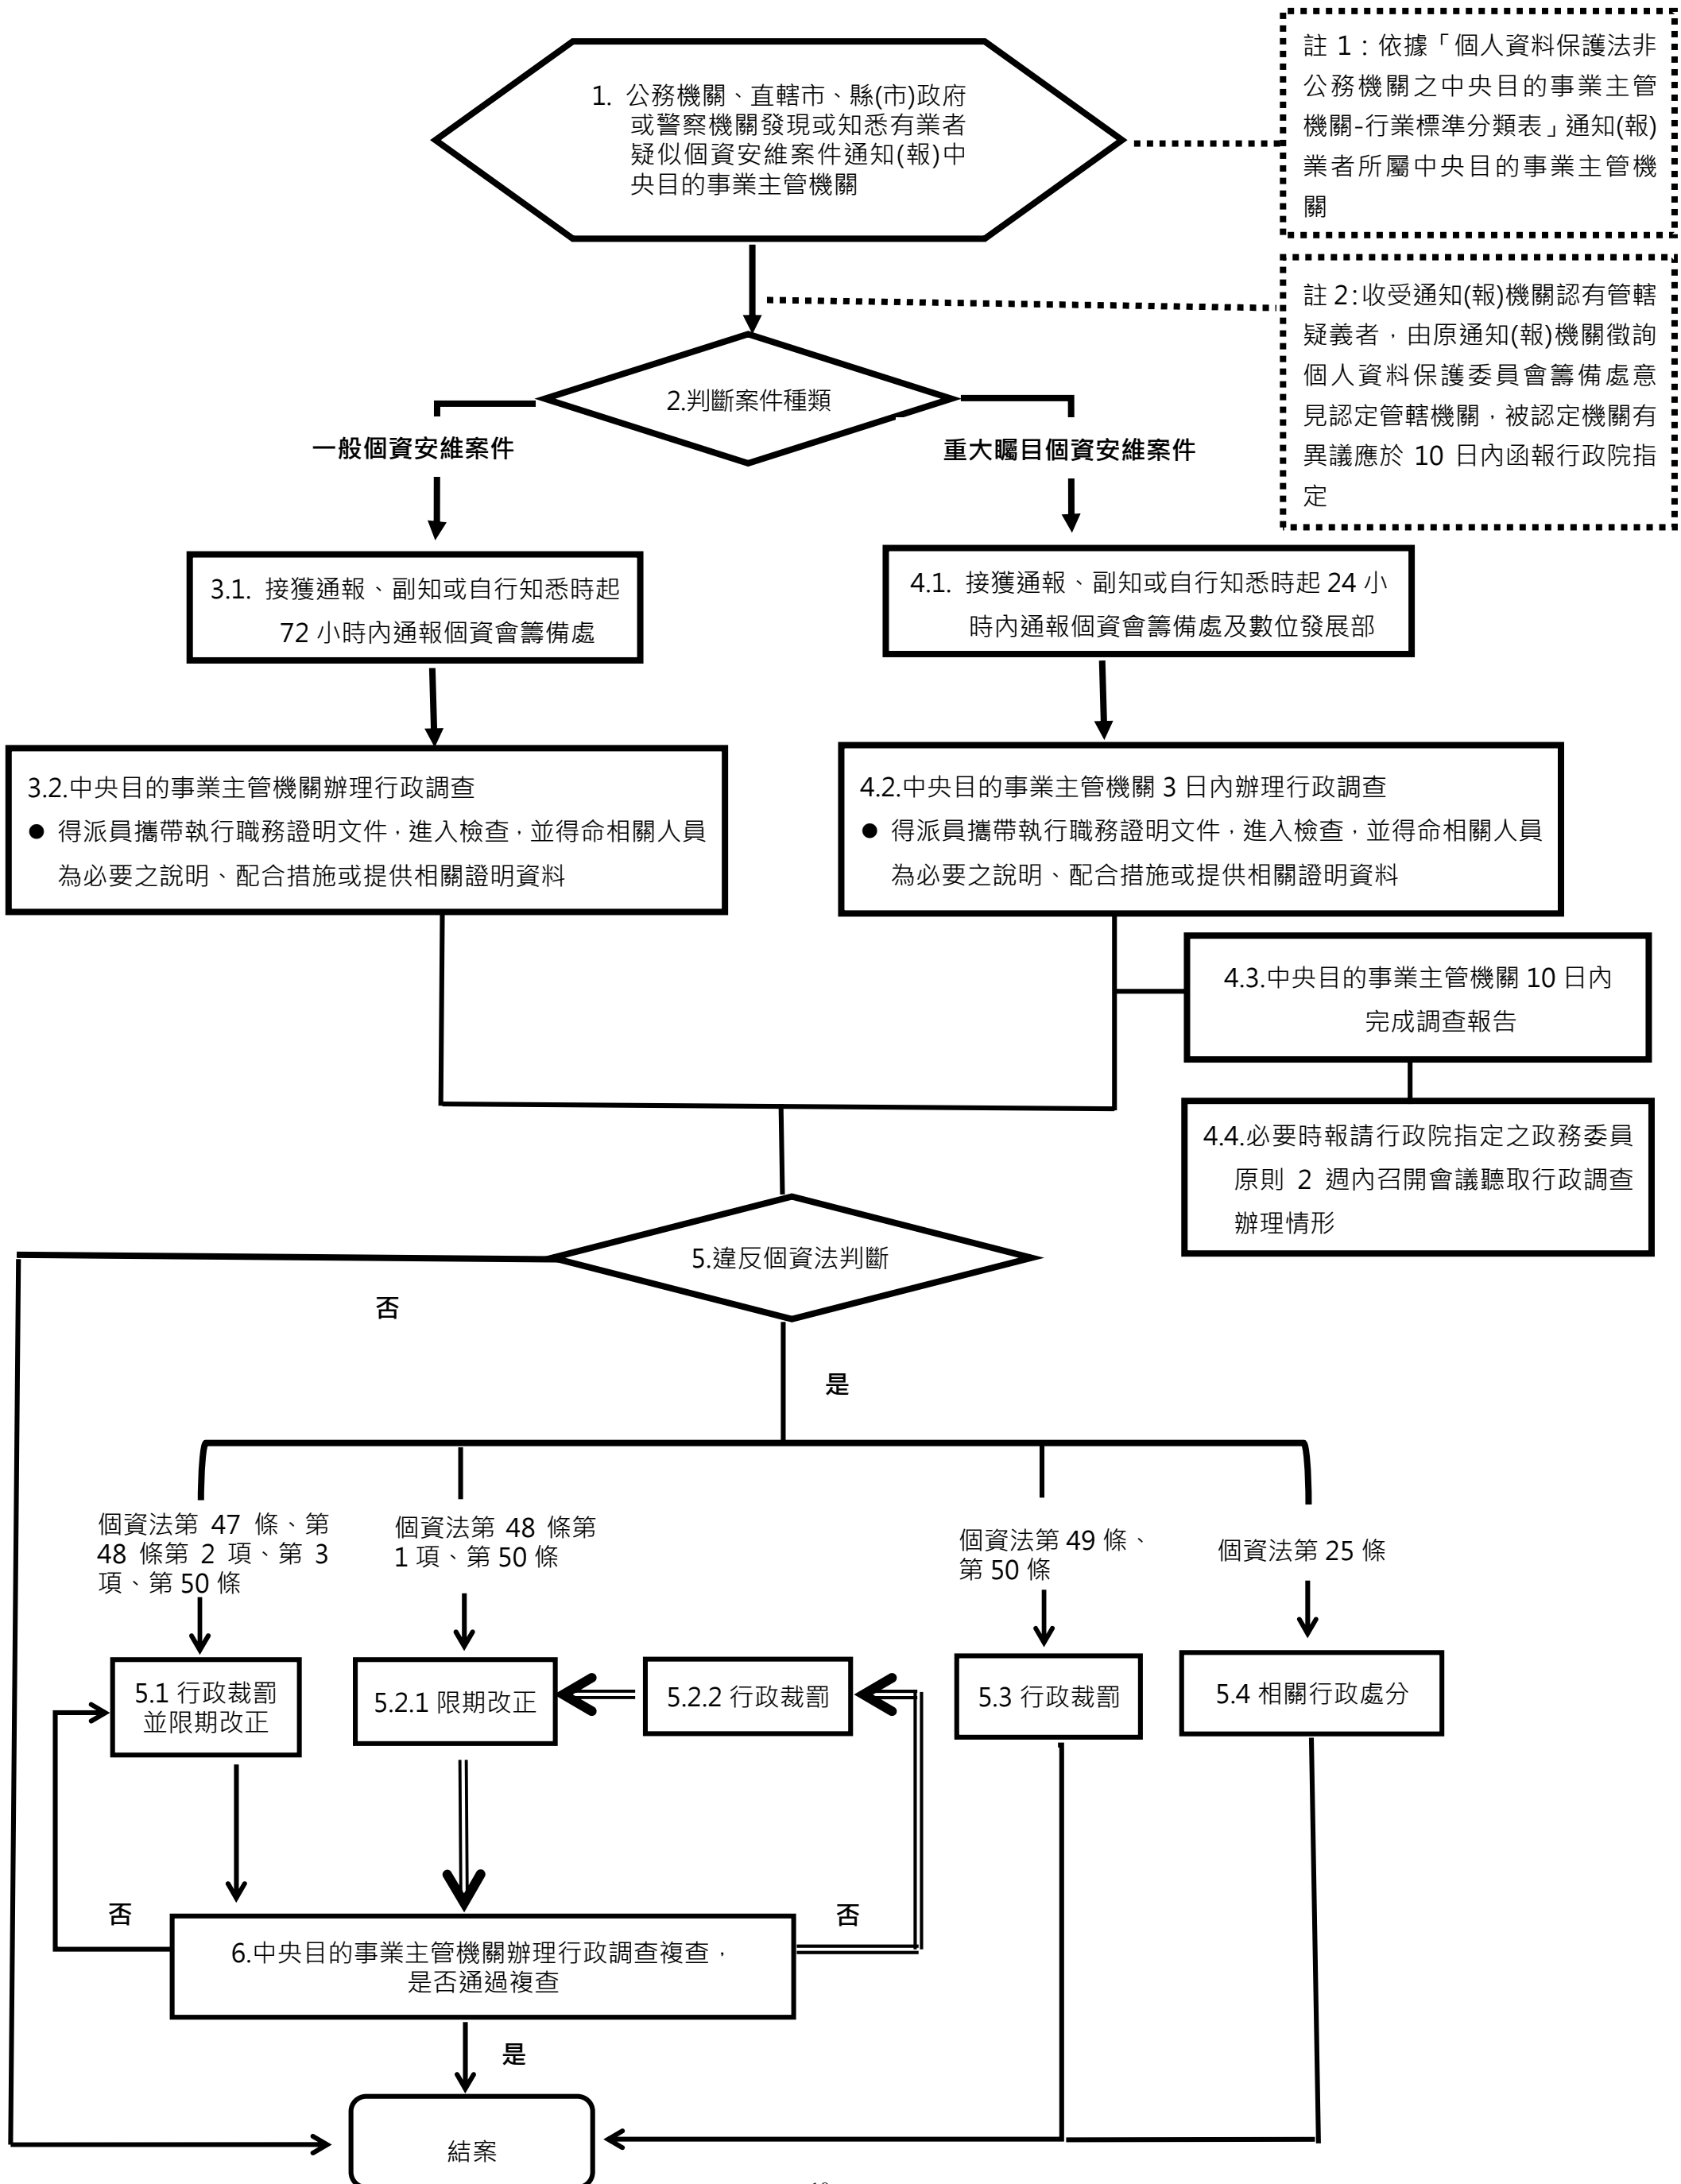 1. 公務機關、直轄市、縣(市)政府
或警察機關發現或知悉有業者
疑似個資安維案件通知(報)中
央目的事業主管機關
註 1：依據「個人資料保護法非
公務機關之中央目的事業主管
機關-行業標準分類表」通知(報)
業者所屬中央目的事業主管機
關
註 2：收受通知(報)機關認有管轄
疑義者，由原通知(報)機關徵詢
個人資料保護委員會籌備處意
見認定管轄機關，被認定機關有
異議應於 10 日內函報行政院指
定
2.判斷案件種類
一般個資安維案件
重大矚目個資安維案件
3.1. 接獲通報、副知或自行知悉時起
72 小時內通報個資會籌備處
4.1. 接獲通報、副知或自行知悉時起 24 小
時內通報個資會籌備處及數位發展部
3.2.中央目的事業主管機關辦理行政調查
● 得派員攜帶執行職務證明文件，進入檢查，並得命相關人員
為必要之說明、配合措施或提供相關證明資料
4.2.中央目的事業主管機關 3 日內辦理行政調查
● 得派員攜帶執行職務證明文件，進入檢查，並得命相關人員
為必要之說明、配合措施或提供相關證明資料
4.3.中央目的事業主管機關 10 日內
完成調查報告
4.4.必要時報請行政院指定之政務委員
原則 2 週內召開會議聽取行政調查
辦理情形
5.違反個資法判斷
否
是
個資法第 47 條、第
48 條第 2 項、第 3
項、第 50 條
個資法第 48 條第
1 項、第 50 條
個資法第 49 條、
第 50 條
個資法第 25 條
5.1 行政裁罰
並限期改正
5.2.1 限期改正
5.2.2 行政裁罰
5.3 行政裁罰
5.4 相關行政處分
否
否
6.中央目的事業主管機關辦理行政調查複查，
是否通過複查
是
結案